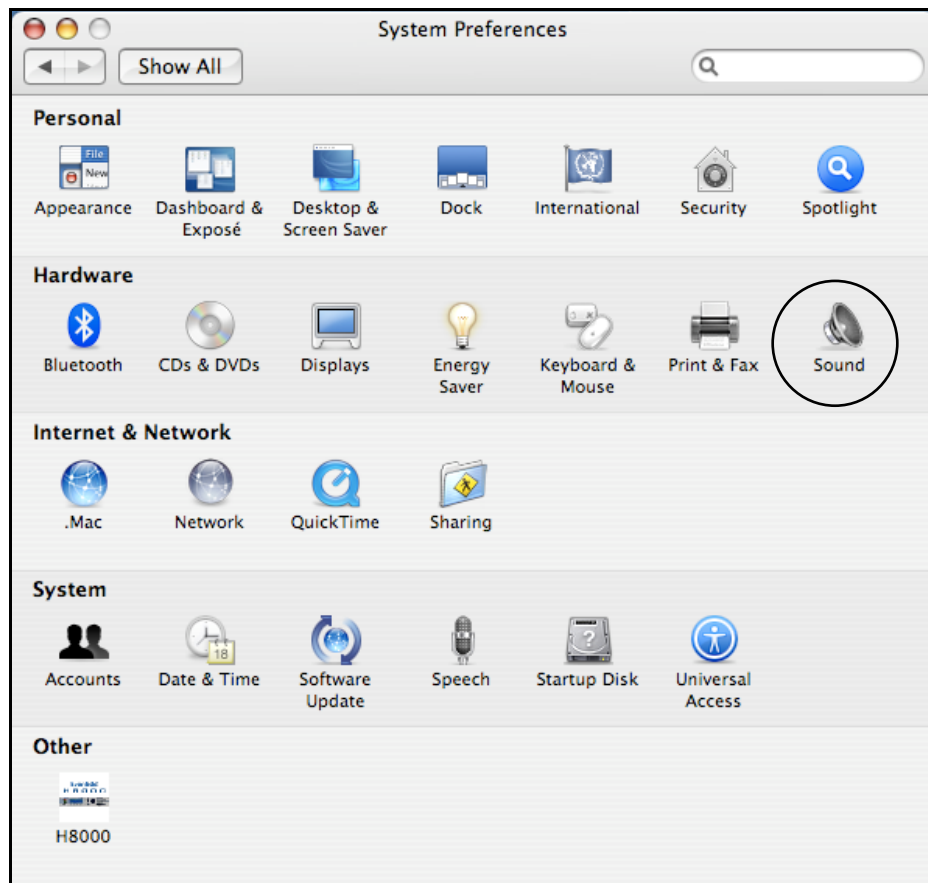 System Preferences
Show All
Personal
File
New
Appearance
Dashboard &
Exposé
Desktop &
Screen Saver
Dock
International
Security
Spotlight
Hardware
Bluetooth
CDs & DVDs
Displays
Energy
Saver
Keyboard &
Mouse
Print & Fax
Sound
Internet & Network
.Mac
Network
QuickTime
Sharing
System
18
?
Accounts
Date & Time
Software
Update
Speech
Startup Disk
Universal
Access
Other
H8000
H8000